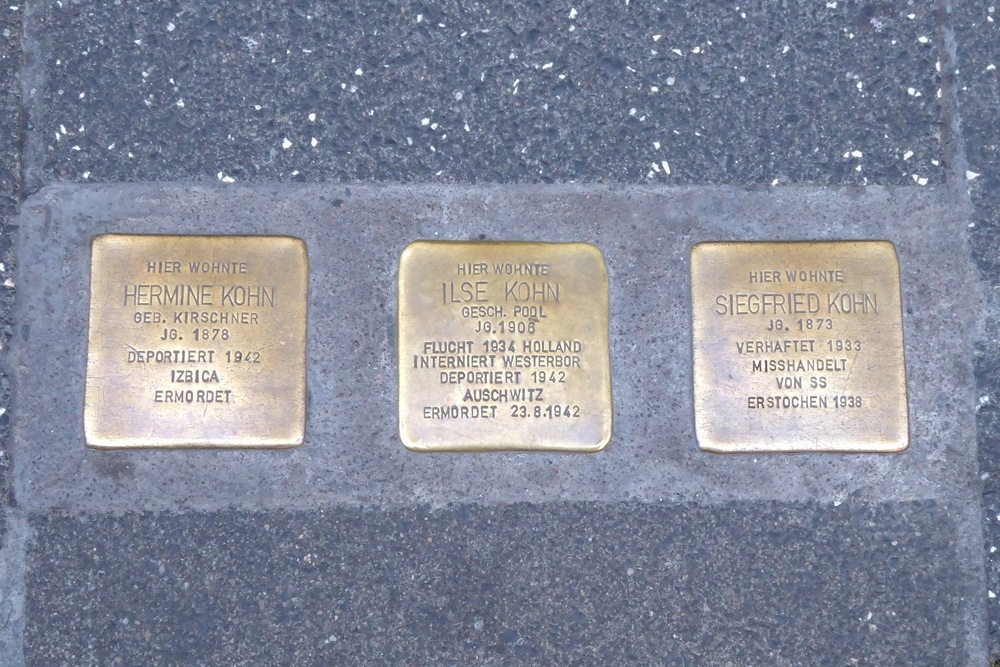 HIER WOHNTE
HERMINE KOHN
GEB. KIRSCHNER
JG. 1878
DEPORTIERT 1942
IZBICA
ERMORDET
HIER WOHNTE
ILSE KOHN
GESCH. POOL
JG. 1908
FLUCHT 1934 HOLLAND
INTERNIERT WESTERBORK
DEPORTIERT 1942
AUSCHWITZ
ERMORDET 23.8.1942
HIER WOHNTE
SIEGFRIED KOHN
JG. 1873
VERHAFTET 1933
MISSHANDELT
VON SS
ERSTOCHEN 1938